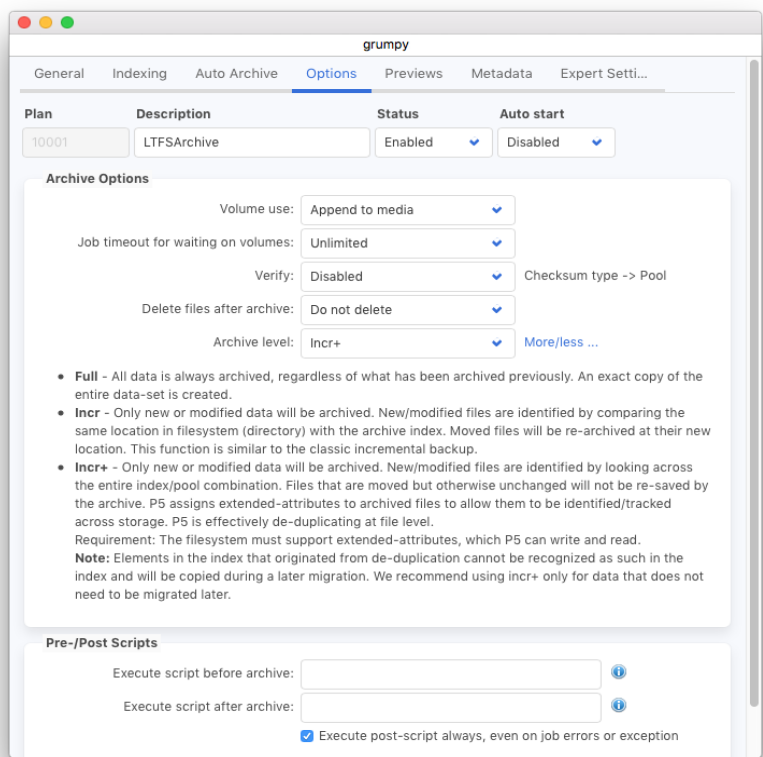 grumpy
General Indexing Auto Archive Options Previews Metadata Expert Setti...
Plan Description Status Auto start
10001 LTFSArchive Enabled Disabled
Archive Options
Volume use: Append to media
Job timeout for waiting on volumes: Unlimited
Verify: Disabled Checksum type -> Pool
Delete files after archive: Do not delete
Archive level: Incr+ More/less ...
• Full - All data is always archived, regardless of what has been archived previously. An exact copy of the
entire data-set is created.
• Incr - Only new or modified data will be archived. New/modified files are identified by comparing the
same location in filesystem (directory) with the archive index. Moved files will be re-archived at their new
location. This function is similar to the classic incremental backup.
• Incr+ - Only new or modified data will be archived. New/modified files are identified by looking across
the entire index/pool combination. Files that are moved but otherwise unchanged will not be re-saved by
the archive. P5 assigns extended-attributes to archived files to allow them to be identified/tracked
across storage. P5 is effectively de-duplicating at file level.
Requirement: The filesystem must support extended-attributes, which P5 can write and read.
Note: Elements in the index that originated from de-duplication cannot be recognized as such in the
index and will be copied during a later migration. We recommend using incr+ only for data that does not
need to be migrated later.
Pre-/Post Scripts
Execute script before archive:
Execute script after archive:
Execute post-script always, even on job errors or exception